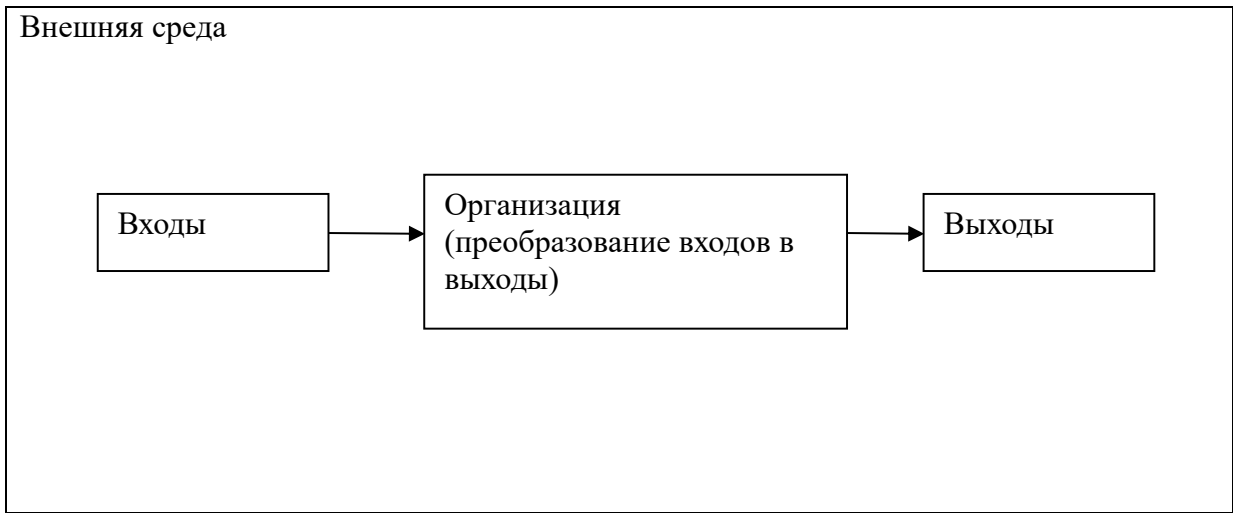 Внешняя среда
Входы
Организация
(преобразование входов в
выходы)
Выходы